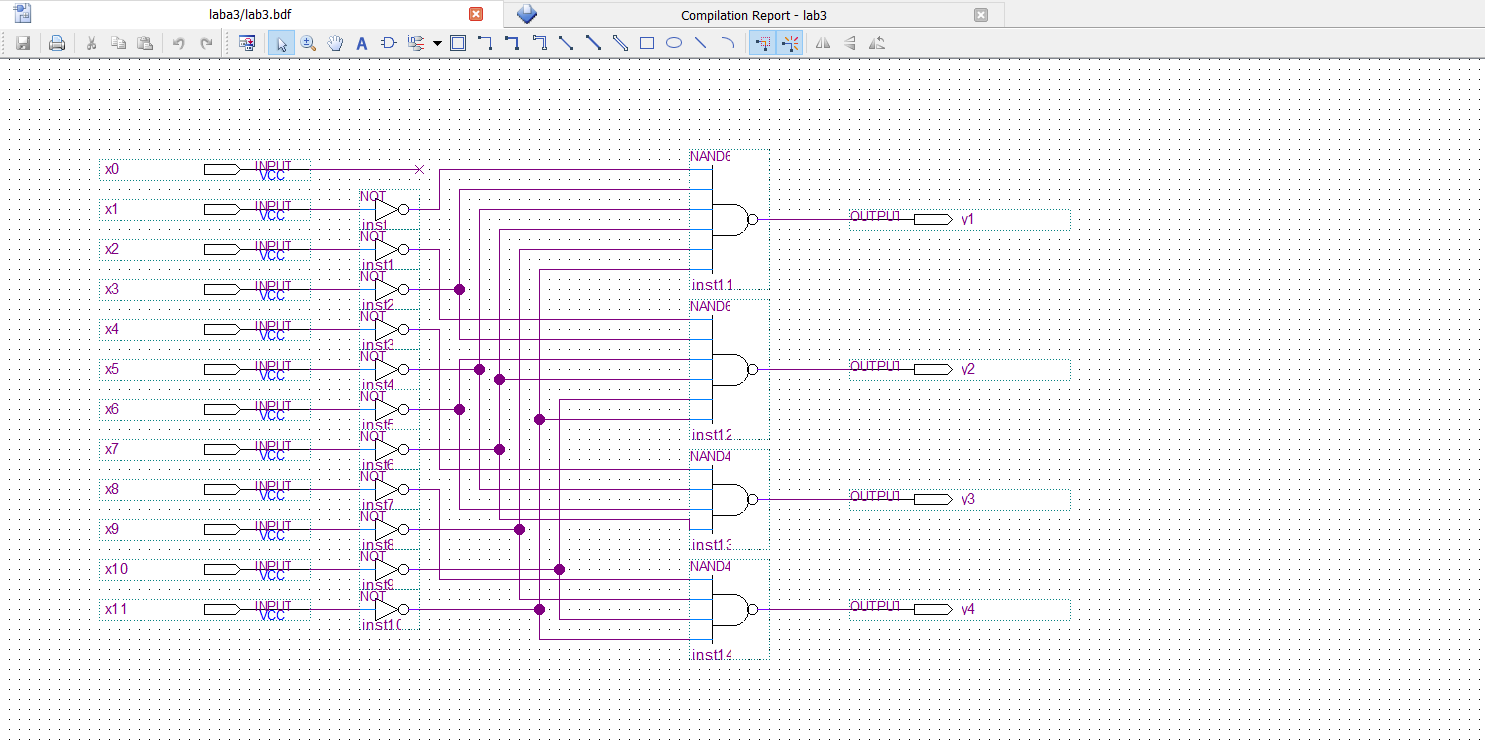 laba3/lab3.bdf
Compilation Report - lab3
x0 INPUT VCC
x1 INPUT VCC
x2 INPUT VCC
x3 INPUT VCC
x4 INPUT VCC
x5 INPUT VCC
x6 INPUT VCC
x7 INPUT VCC
x8 INPUT VCC
x9 INPUT VCC
x10 INPUT VCC
x11 INPUT VCC
NOT
inst
NOT
inst1
NOT
inst2
NOT
inst3
NOT
inst4
NOT
inst5
NOT
inst6
NOT
inst7
NOT
inst8
NOT
inst9
NOT
inst10
NAND6
inst11
NAND6
inst12
NAND4
inst13
NAND4
inst14
OUTPUT y1
OUTPUT y2
OUTPUT y3
OUTPUT y4